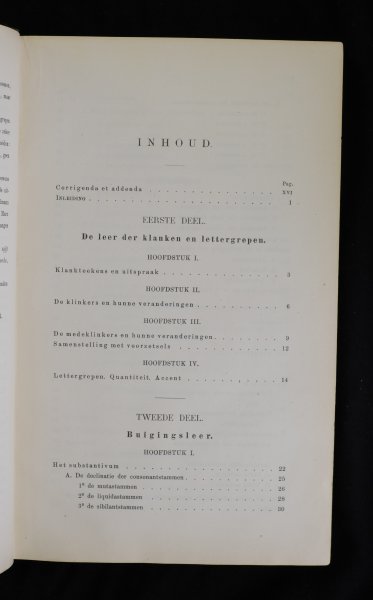 INHOUD.
Pag.
Corrigenda et addenda . . . . . . . . . . . . XVI
INLEIDING . . . . . . . . . . . . . . . . . 1
EERSTE DEEL.
De leer der klanken en lettergrepen.
HOOFDSTUK I.
Klankteekens en uitspraak . . . . . . . . . . . 3
HOOFDSTUK II.
De klinkers en hunne veranderingen . . . . . . . . 6
HOOFDSTUK III.
De medeklinkers en hunne veranderingen . . . . . . . 9
Samenstelling met voorzetsels . . . . . . . . . . 12
HOOFDSTUK IV.
Lettergrepen. Quantiteit. Accent . . . . . . . . . 14
TWEEDE DEEL.
Buigingsleer.
HOOFDSTUK I.
Het substantivum . . . . . . . . . . . . . . 22
A. De declinatie der consonantstammen . . . . . . . . 25
1° de mutastammen . . . . . . . . . . . . . 26
2° de liquidastammen . . . . . . . . . . . . 28
3° de sibilantstammen . . . . . . . . . . . . 30